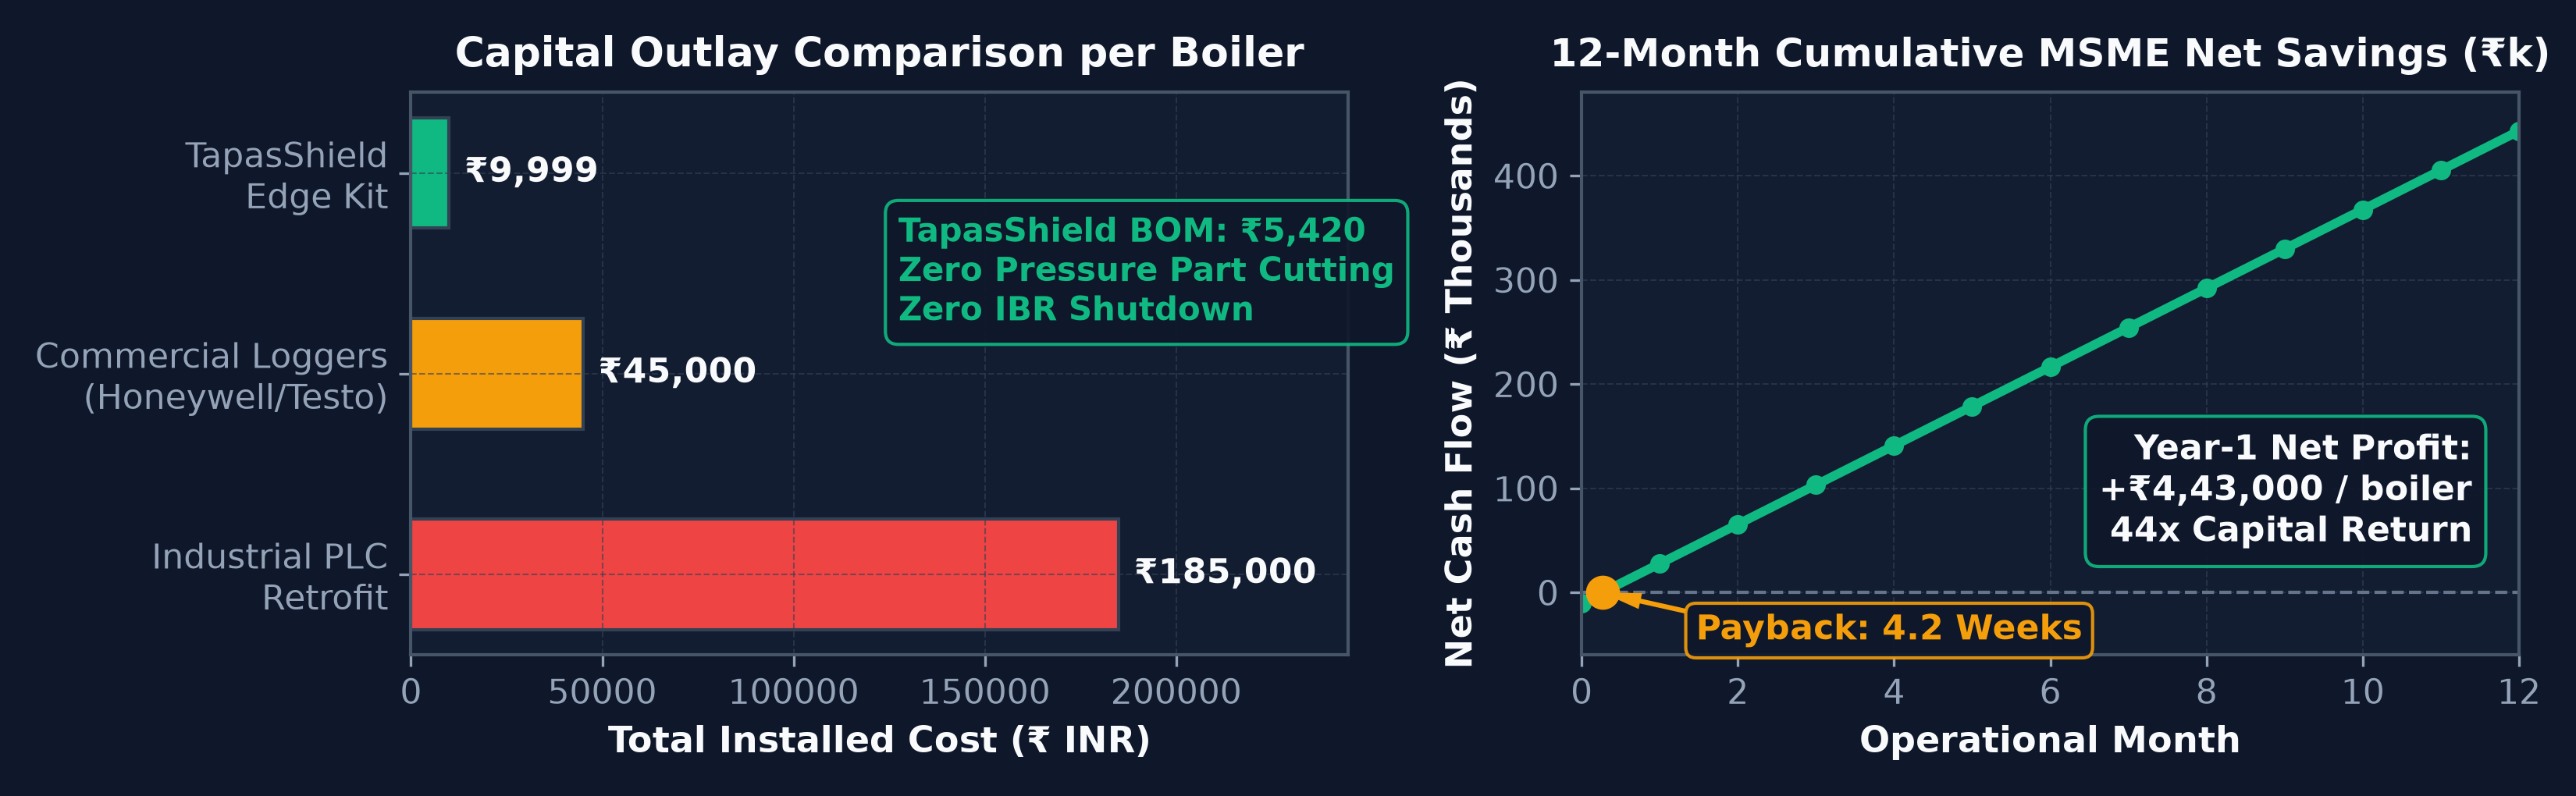 Capital Outlay Comparison per Boiler
TapasShield
Edge Kit
₹9,999
TapasShield BOM: ₹5,420
Zero Pressure Part Cutting
Zero IBR Shutdown
Commercial Loggers
(Honeywell/Testo)
₹45,000
Industrial PLC
Retrofit
₹185,000
0 50000 100000 150000 200000
Total Installed Cost (₹ INR)
12-Month Cumulative MSME Net Savings (₹k)
Net Cash Flow (₹ Thousands)
400
300
200
100
0
Year-1 Net Profit:
+₹4,43,000 / boiler
44x Capital Return
Payback: 4.2 Weeks
0 2 4 6 8 10 12
Operational Month